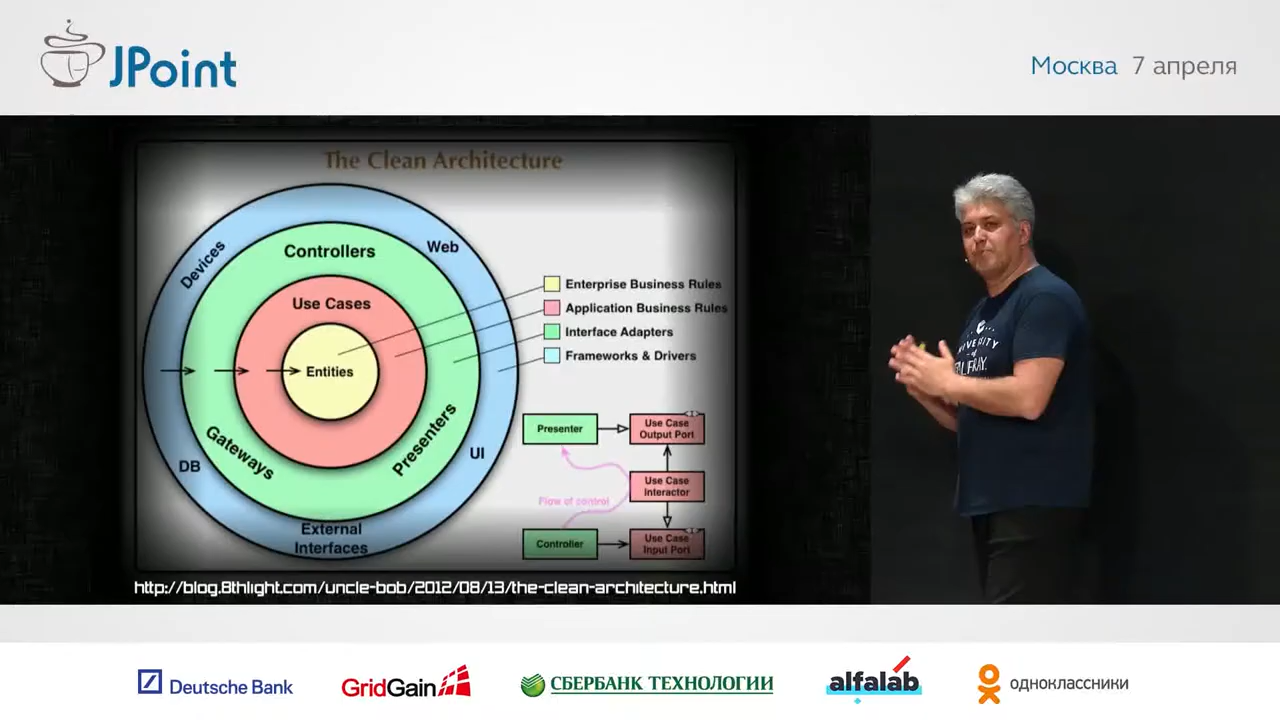 JPoint
Москва 7 апреля
The Clean Architecture
Devices
Controllers
Web
Use Cases
Entities
Gateways
Presenters
DB
UI
External
Interfaces
Enterprise Business Rules
Application Business Rules
Interface Adapters
Frameworks & Drivers
Presenter
Use Case
Output Port
Flow of control
Use Case
Interactor
Controller
Use Case
Input Port
http://blog.8thlight.com/uncle-bob/2012/08/13/the-clean-architecture.html
Deutsche Bank
GridGain
СБЕРБАНК ТЕХНОЛОГИИ
alfalab
одноклассники